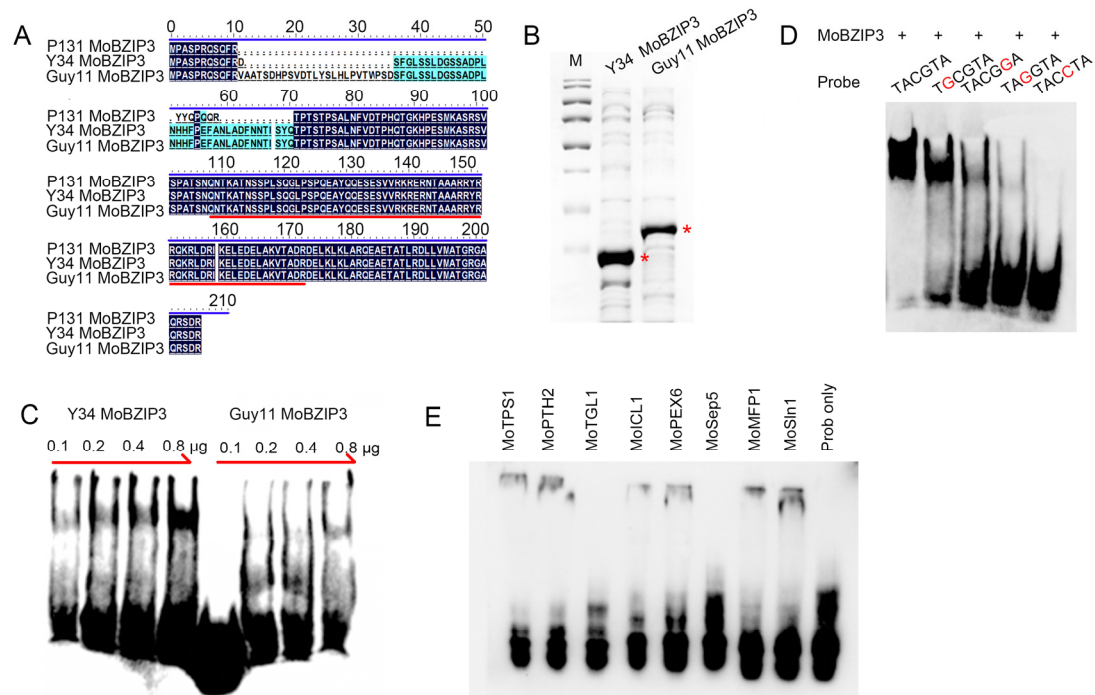 A
0 10 20 30 40 50
P131 MoBZIP3 MPASPRQSQFR
Y34 MoBZIP3 MPASPRQSQFRD SFGLSSLDGSSADPL
Guy11 MoBZIP3 MPASPRQSQFRVAATSDHPSVDTLYSLHLPVTWPSDSFGLSSLDGSSADPL
60 70 80 90 100
P131 MoBZIP3 YYQPQQR TPTSTPSALNFVDTPHQTGKHPESMKASRSV
Y34 MoBZIP3 NHHFPEFANLADFNNTISYQTPTSTPSALNFVDTPHQTGKHPESMKASRSV
Guy11 MoBZIP3 NHHFPEFANLADFNNTISYQTPTSTPSALNFVDTPHQTGKHPESMKASRSV
110 120 130 140 150
P131 MoBZIP3 SPATSNQNTKATNSSPLSQGLPSPQEAYQQESESVVRKRERNTAAARRYR
Y34 MoBZIP3 SPATSNQNTKATNSSPLSQGLPSPQEAYQQESESVVRKRERNTAAARRYR
Guy11 MoBZIP3 SPATSNQNTKATNSSPLSQGLPSPQEAYQQESESVVRKRERNTAAARRYR
160 170 180 190 200
P131 MoBZIP3 RQKRLDRIKELEDELAKVTADRDELKLKLARQEAETATLRDLLVMATGRGA
Y34 MoBZIP3 RQKRLDRIKELEDELAKVTADRDELKLKLARQEAETATLRDLLVMATGRGA
Guy11 MoBZIP3 RQKRLDRIKELEDELAKVTADRDELKLKLARQEAETATLRDLLVMATGRGA
210
P131 MoBZIP3 QRSDR
Y34 MoBZIP3 QRSDR
Guy11 MoBZIP3 QRSDR
B
M Y34 MoBZIP3 Guy11 MoBZIP3
*
*
D
MoBZIP3 + + + + +
Probe TACGTA TGCGTA TACGGA TAGGTA TACCTA
C
Y34 MoBZIP3 Guy11 MoBZIP3
0.1 0.2 0.4 0.8 μg 0.1 0.2 0.4 0.8 μg
E
MoTPS1 MoPTH2 MoTGL1 MoICL1 MoPEX6 MoSep5 MoMFP1 MoSln1 Prob only